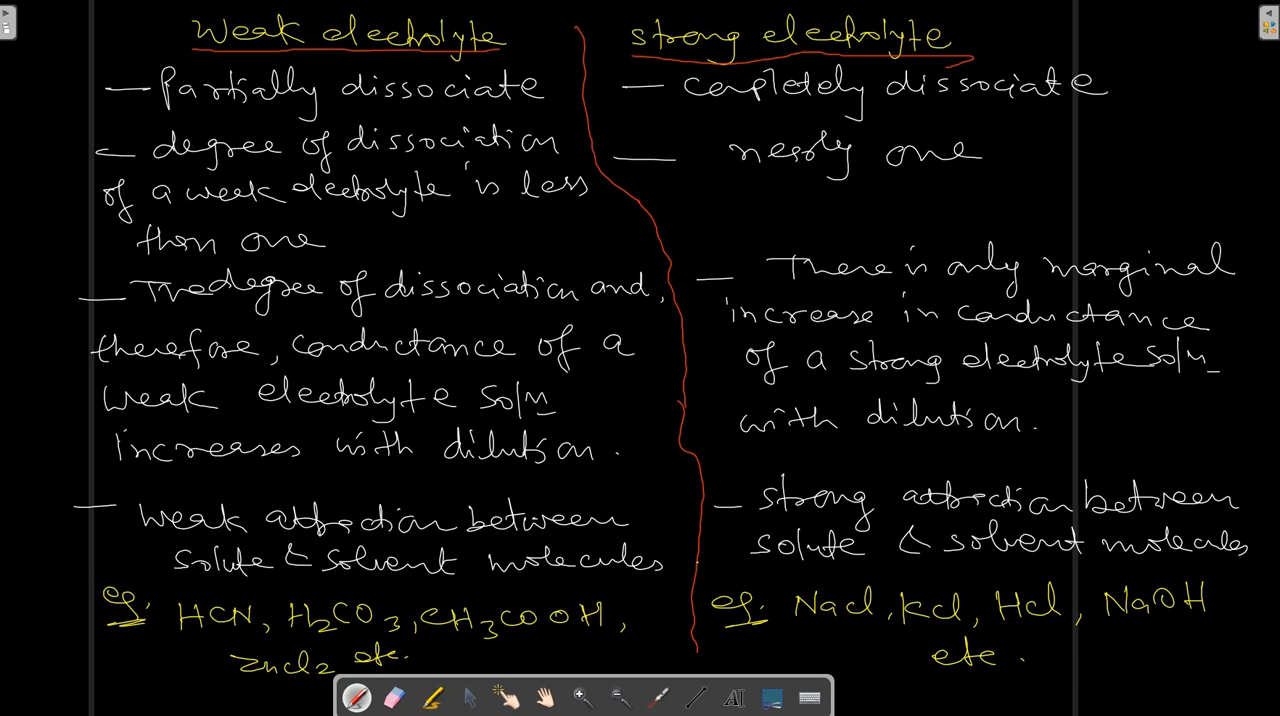 Weak electrolyte
— Partially dissociate
— degree of dissociation
of a weak electrolyte is less
than one
— The degree of dissociation and,
therefore, conductance of a
weak electrolyte soln
increases with dilution.
— Weak attraction between
solute & solvent molecules
eg: HCN, H₂CO₃, CH₃COOH,
ZnCl₂ etc.
strong electrolyte
— completely dissociate
— nearly one
— There is only marginal
increase in conductance
of a strong electrolyte soln
with dilution.
— strong attraction between
solute & solvent molecules
eg: NaCl, KCl, HCl, NaOH
etc.
AI